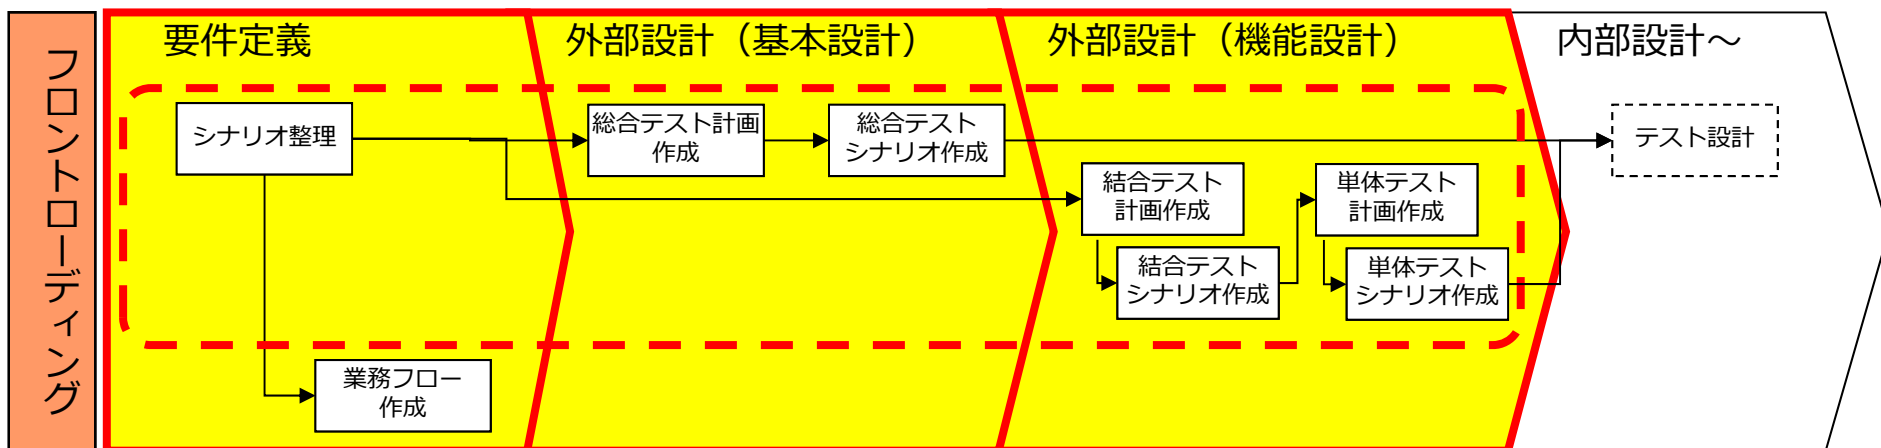 フロントローディング
要件定義
外部設計（基本設計）
外部設計（機能設計）
内部設計～
シナリオ整理
総合テスト計画
作成
総合テスト
シナリオ作成
テスト設計
結合テスト
計画作成
単体テスト
計画作成
結合テスト
シナリオ作成
単体テスト
シナリオ作成
業務フロー
作成